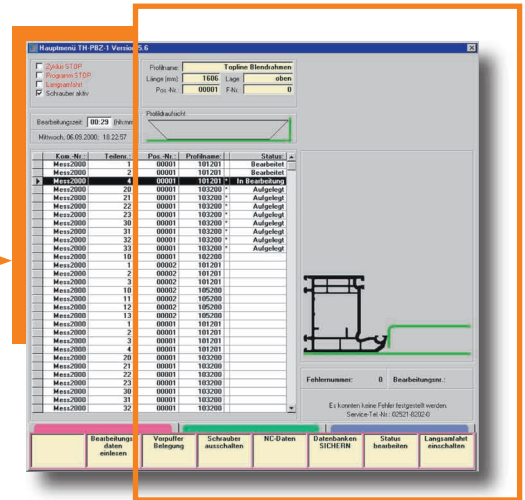 Hauptmenü TH-PBZ-1 Version 5.6
Zyklus STOP
Programm STOP
Langsamfahrt
Schrauber aktiv
Profilname: Topline Blendrahmen
Länge (mm): 1606 Lage: oben
Pos.-Nr.: 00001 F-Nr.: 0
Bearbeitungszeit: 00:29 (hh:mm
Mittwoch, 06.09.2000; 18:22:57
Profildraufsicht
Kom.-Nr.: Teilenr.: Pos.-Nr.: Profilname: Status:
Mess2000 1 00001 101201 Bearbeitet
Mess2000 2 00001 101201 Bearbeitet
Mess2000 4 00001 101201 * In Bearbeitung
Mess2000 20 00001 103200 * Aufgelegt
Mess2000 21 00001 103200 * Aufgelegt
Mess2000 22 00001 103200 * Aufgelegt
Mess2000 23 00001 103200 * Aufgelegt
Mess2000 30 00001 103200 * Aufgelegt
Mess2000 31 00001 103200 * Aufgelegt
Mess2000 32 00001 103200 * Aufgelegt
Mess2000 33 00001 103200 * Aufgelegt
Mess2000 10 00001 102200
Mess2000 1 00002 101201
Mess2000 2 00002 101201
Mess2000 3 00002 101201
Mess2000 10 00002 105200
Mess2000 11 00002 105200
Mess2000 12 00002 105200
Mess2000 13 00002 105200
Mess2000 1 00001 101201
Mess2000 2 00001 101201
Mess2000 3 00001 101201
Mess2000 4 00001 101201
Mess2000 20 00001 103200
Mess2000 21 00001 103200
Mess2000 22 00001 103200
Mess2000 23 00001 103200
Mess2000 30 00001 103200
Mess2000 31 00001 103200
Mess2000 32 00001 103200
Fehlernummer: 0 Bearbeitungsnr.:
Es konnten keine Fehler festgestellt werden.
Service-Tel.-Nr.: 02521-8202-0
Bearbeitungs
daten
einlesen
Vorpuffer
Belegung
Schrauber
ausschalten
NC-Daten
Datenbanken
SICHERN
Status
bearbeiten
Langsamfahrt
einschalten